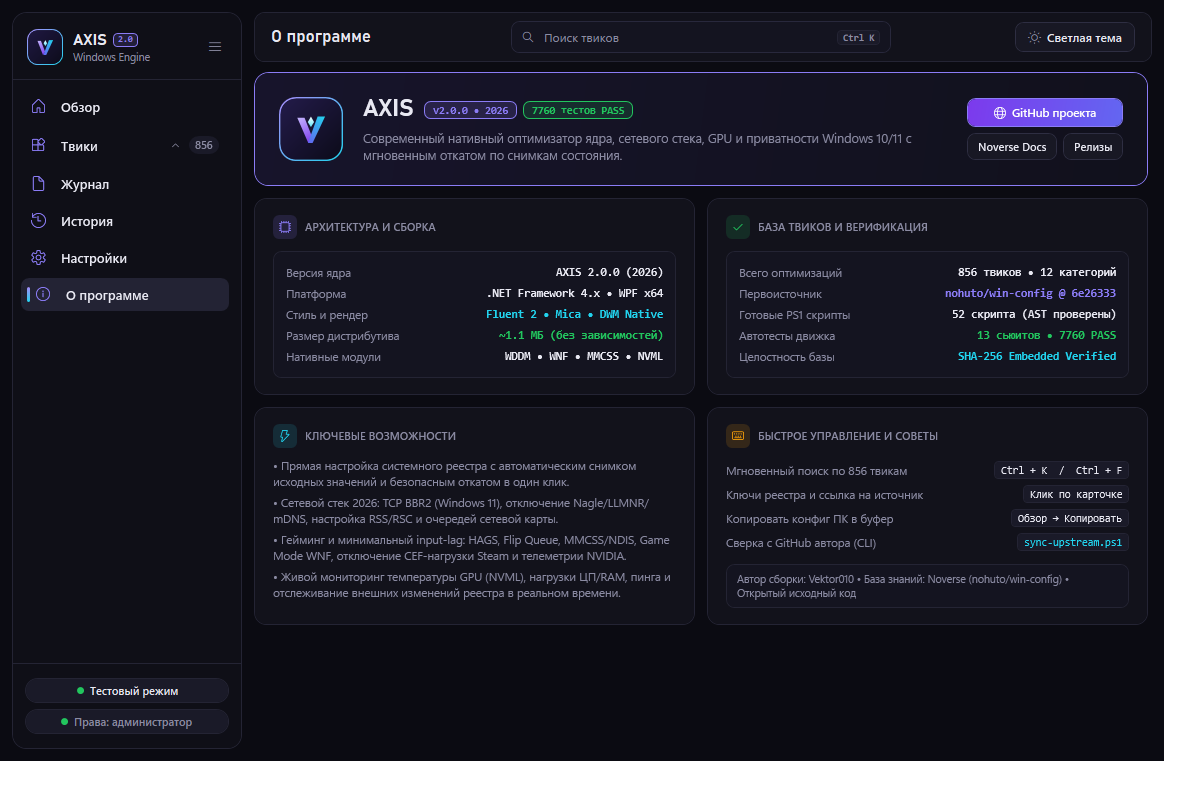 AXIS 2.0
Windows Engine
Обзор
Твики 856
Журнал
История
Настройки
О программе
Тестовый режим
Права: администратор
О программе
Поиск твиков Ctrl K
Светлая тема
AXIS v2.0.0 • 2026 7760 тестов PASS
Современный нативный оптимизатор ядра, сетевого стека, GPU и приватности Windows 10/11 с
мгновенным откатом по снимкам состояния.
GitHub проекта
Noverse Docs Релизы
АРХИТЕКТУРА И СБОРКА
Версия ядра AXIS 2.0.0 (2026)
Платформа .NET Framework 4.x • WPF x64
Стиль и рендер Fluent 2 • Mica • DWM Native
Размер дистрибутива ~1.1 МБ (без зависимостей)
Нативные модули WDDM • WNF • MMCSS • NVML
БАЗА ТВИКОВ И ВЕРИФИКАЦИЯ
Всего оптимизаций 856 твиков • 12 категорий
Первоисточник nohuto/win-config @ 6e26333
Готовые PS1 скрипты 52 скрипта (AST проверены)
Автотесты движка 13 сьюитов • 7760 PASS
Целостность базы SHA-256 Embedded Verified
КЛЮЧЕВЫЕ ВОЗМОЖНОСТИ
• Прямая настройка системного реестра с автоматическим снимком
исходных значений и безопасным откатом в один клик.
• Сетевой стек 2026: TCP BBR2 (Windows 11), отключение Nagle/LLMNR/
mDNS, настройка RSS/RSC и очередей сетевой карты.
• Гейминг и минимальный input-lag: HAGS, Flip Queue, MMCSS/NDIS, Game
Mode WNF, отключение CEF-нагрузки Steam и телеметрии NVIDIA.
• Живой мониторинг температуры GPU (NVML), нагрузки ЦП/RAM, пинга и
отслеживание внешних изменений реестра в реальном времени.
БЫСТРОЕ УПРАВЛЕНИЕ И СОВЕТЫ
Мгновенный поиск по 856 твикам Ctrl + K / Ctrl + F
Ключи реестра и ссылка на источник Клик по карточке
Копировать конфиг ПК в буфер Обзор → Копировать
Сверка с GitHub автора (CLI) sync-upstream.ps1
Автор сборки: Vektor010 • База знаний: Noverse (nohuto/win-config) •
Открытый исходный код